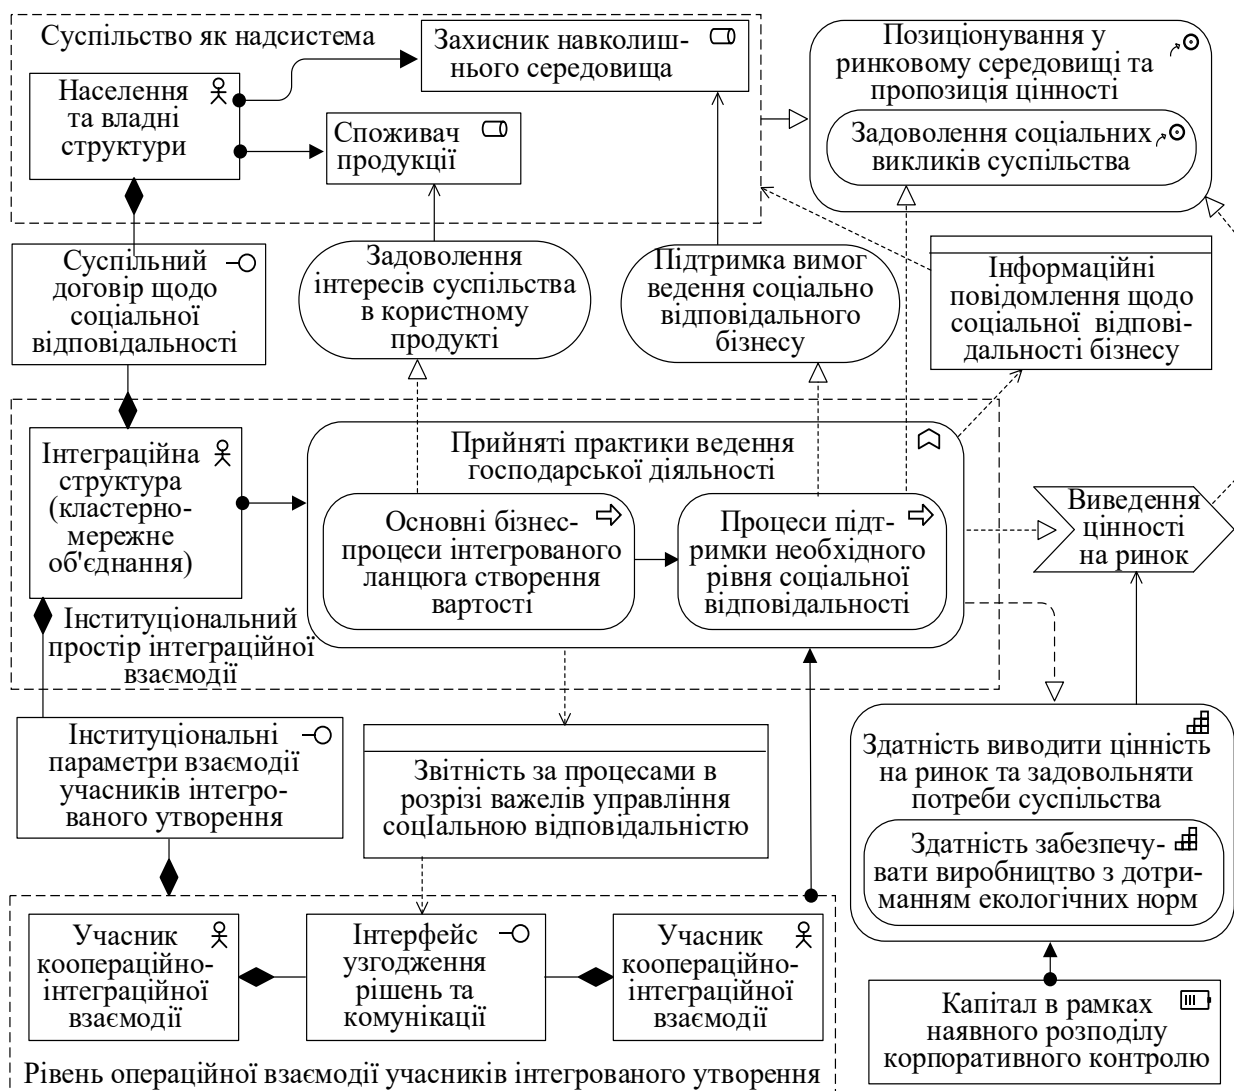 Суспільство як надсистема
Населення
та владні
структури
Захисник навколиш-
нього середовища
Споживач
продукції
Позиціонування у
ринковому середовищі та
пропозиція цінності
Задоволення соціальних
викликів суспільства
Суспільний
договір щодо
соціальної
відповідальності
Задоволення
інтересів суспільства
в користному
продукті
Підтримка вимог
ведення соціально
відповідального
бізнесу
Інформаційні
повідомлення щодо
соціальної відпові-
дальності бізнесу
Інтеграційна
структура
(кластерно-
мережне
об'єднання)
Прийняті практики ведення
господарської діяльності
Основні бізнес-
процеси інтегрованого
ланцюга створення
вартості
Процеси підт-
римки необхідного
рівня соціальної
відповідальності
Виведення
цінності
на ринок
Інституціональний
простір інтеграційної
взаємодії
Інституціональні
параметри взаємодії
учасників інтегро-
ваного утворення
Звітність за процесами в
розрізі важелів управління
соцІальною відповідальністю
Здатність виводити цінність
на ринок та задовольняти
потреби суспільства
Здатність забезпечу-
вати виробництво з дотри-
манням екологічних норм
Учасник
коопераційно-
інтеграційної
взаємодії
Інтерфейс
узгодження
рішень та
комунікації
Учасник
коопераційно-
інтеграційної
взаємодії
Капітал в рамках
наявного розподілу
корпоративного контролю
Рівень операційної взаємодії учасників інтегрованого утворення